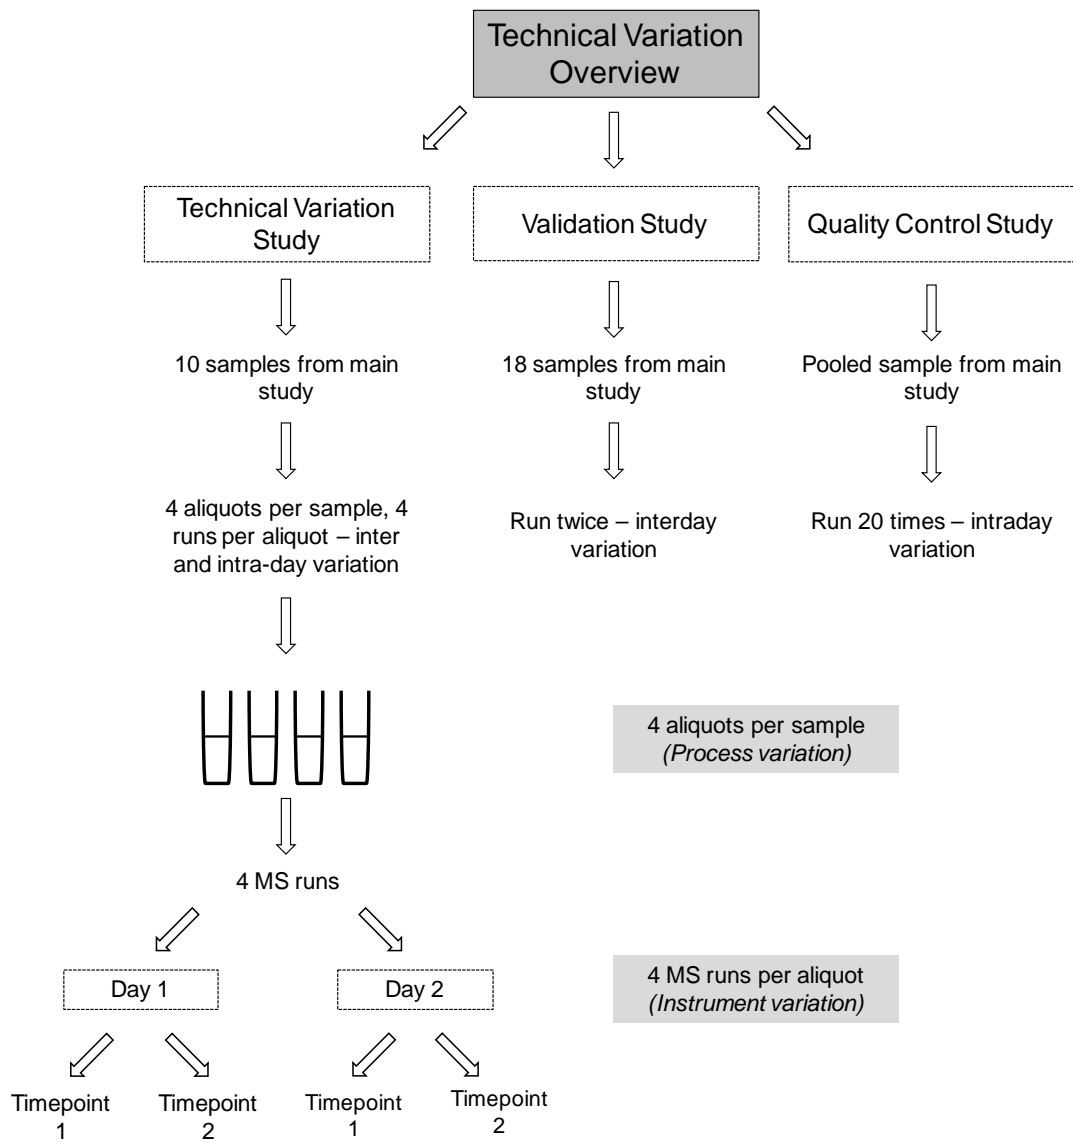 Technical Variation
Overview
Technical Variation
Study
Validation Study
Quality Control Study
10 samples from main
study
18 samples from main
study
Pooled sample from main
study
4 aliquots per sample, 4
runs per aliquot – inter
and intra-day variation
Run twice – interday
variation
Run 20 times – intraday
variation
4 aliquots per sample
(Process variation)
4 MS runs
Day 1
Day 2
4 MS runs per aliquot
(Instrument variation)
Timepoint
1
Timepoint
2
Timepoint
1
Timepoint
2